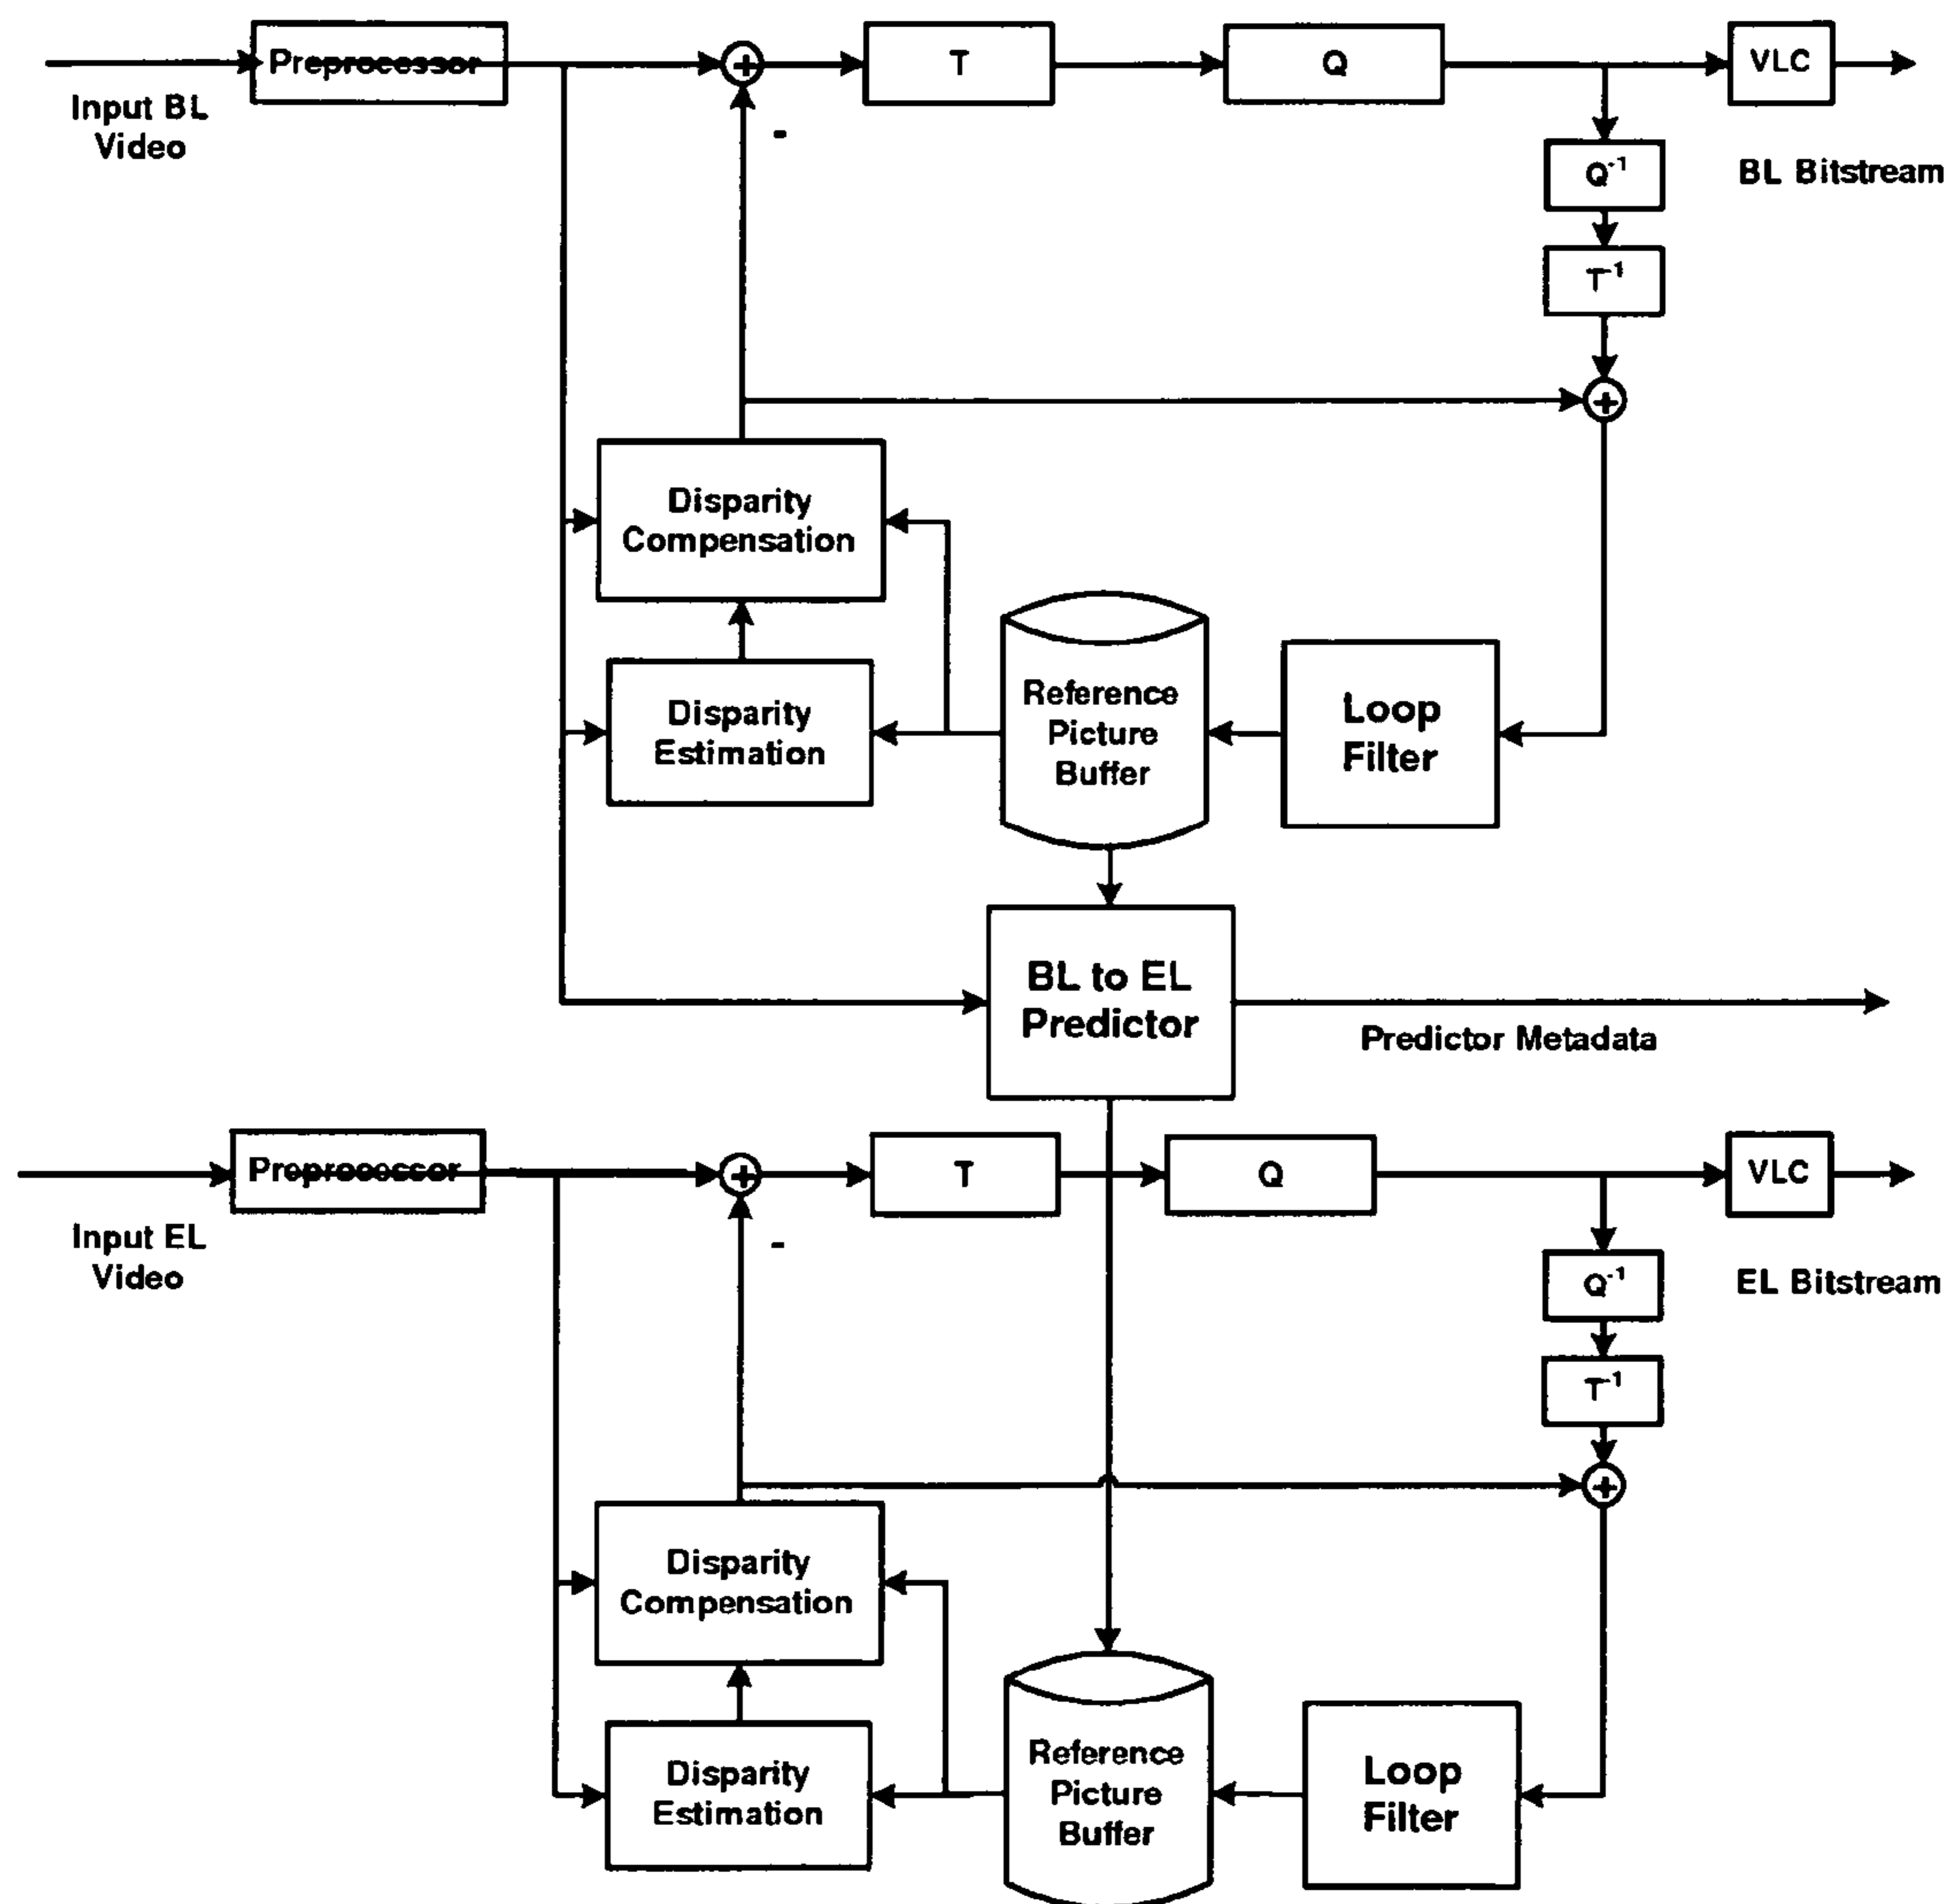 Preprocessor
T
Q
VLC
Input BL
Video
-
Q-1
BL Bitstream
T-1
Disparity
Compensation
Disparity
Estimation
Reference
Picture
Buffer
Loop
Filter
BL to EL
Predictor
Predictor Metadata
Preprocessor
T
Q
VLC
Input EL
Video
-
Q-1
EL Bitstream
T-1
Disparity
Compensation
Disparity
Estimation
Reference
Picture
Buffer
Loop
Filter